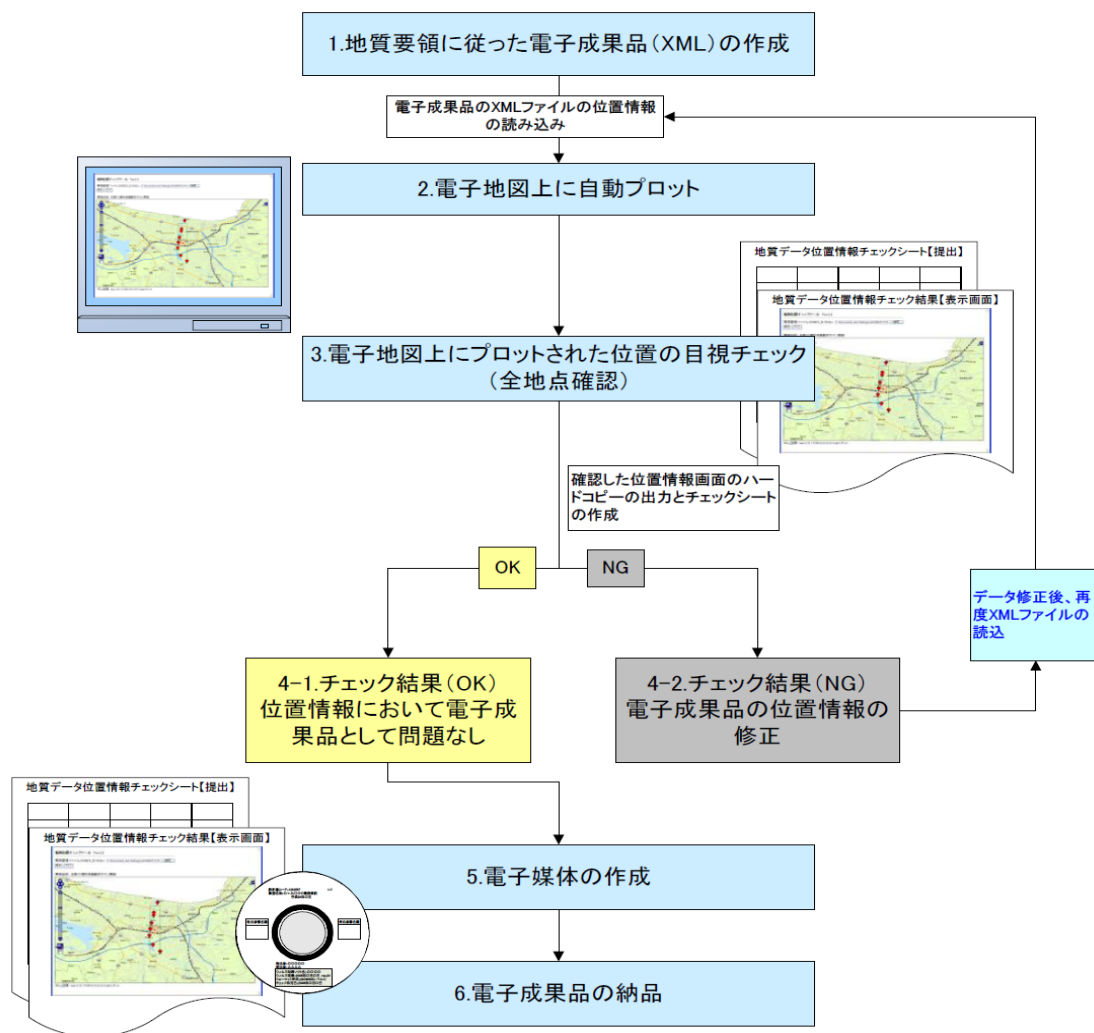 1.地質要領に従った電子成果品(XML)の作成
電子成果品のXMLファイルの位置情報
の読み込み
2.電子地図上に自動プロット
地質データ位置情報チェックシート【提出】
地質データ位置情報チェック結果【表示画面】
3.電子地図上にプロットされた位置の目視チェック
(全地点確認)
確認した位置情報画面のハー
ドコピーの出力とチェックシート
の作成
OK
NG
データ修正後、再
度XMLファイルの
読込
4-1.チェック結果(OK)
位置情報において電子成
果品として問題なし
4-2.チェック結果(NG)
電子成果品の位置情報の
修正
地質データ位置情報チェックシート【提出】
地質データ位置情報チェック結果【表示画面】
5.電子媒体の作成
6.電子成果品の納品